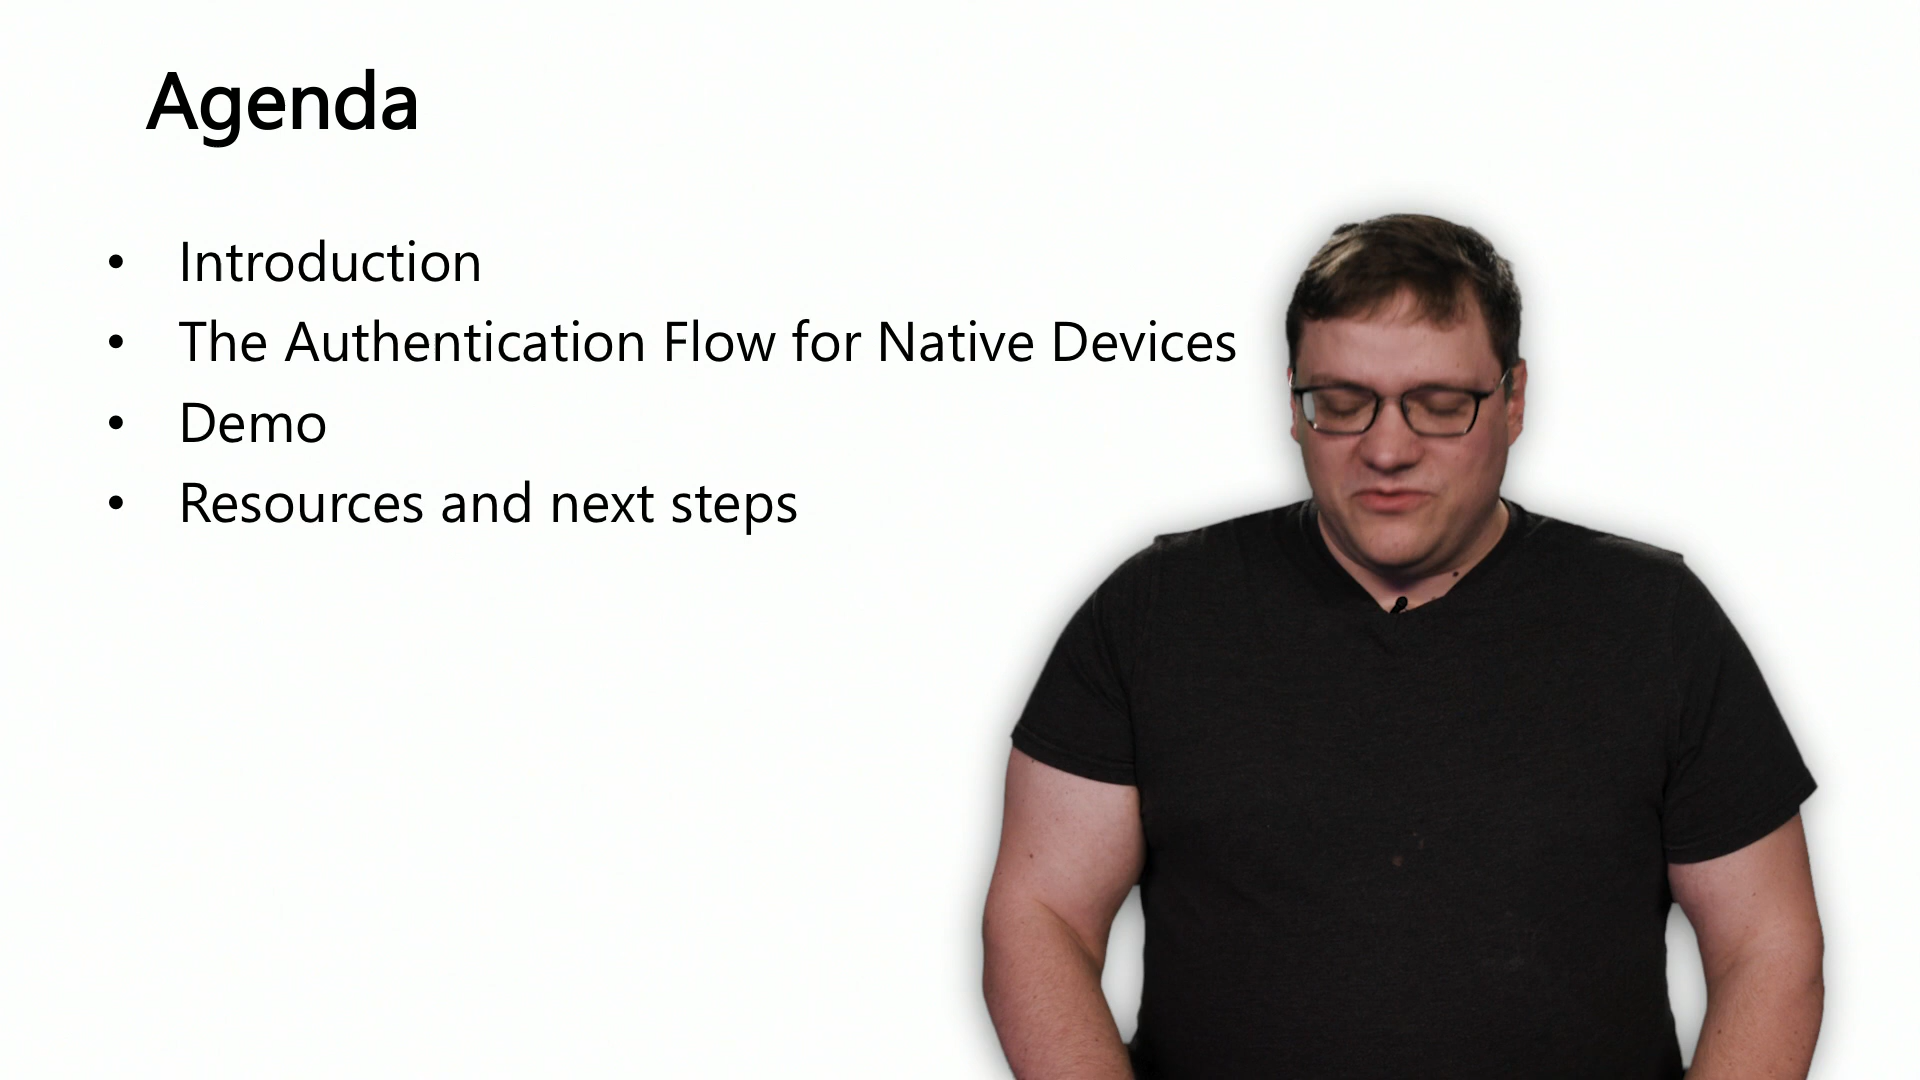 Agenda
• Introduction
• The Authentication Flow for Native Devices
• Demo
• Resources and next steps